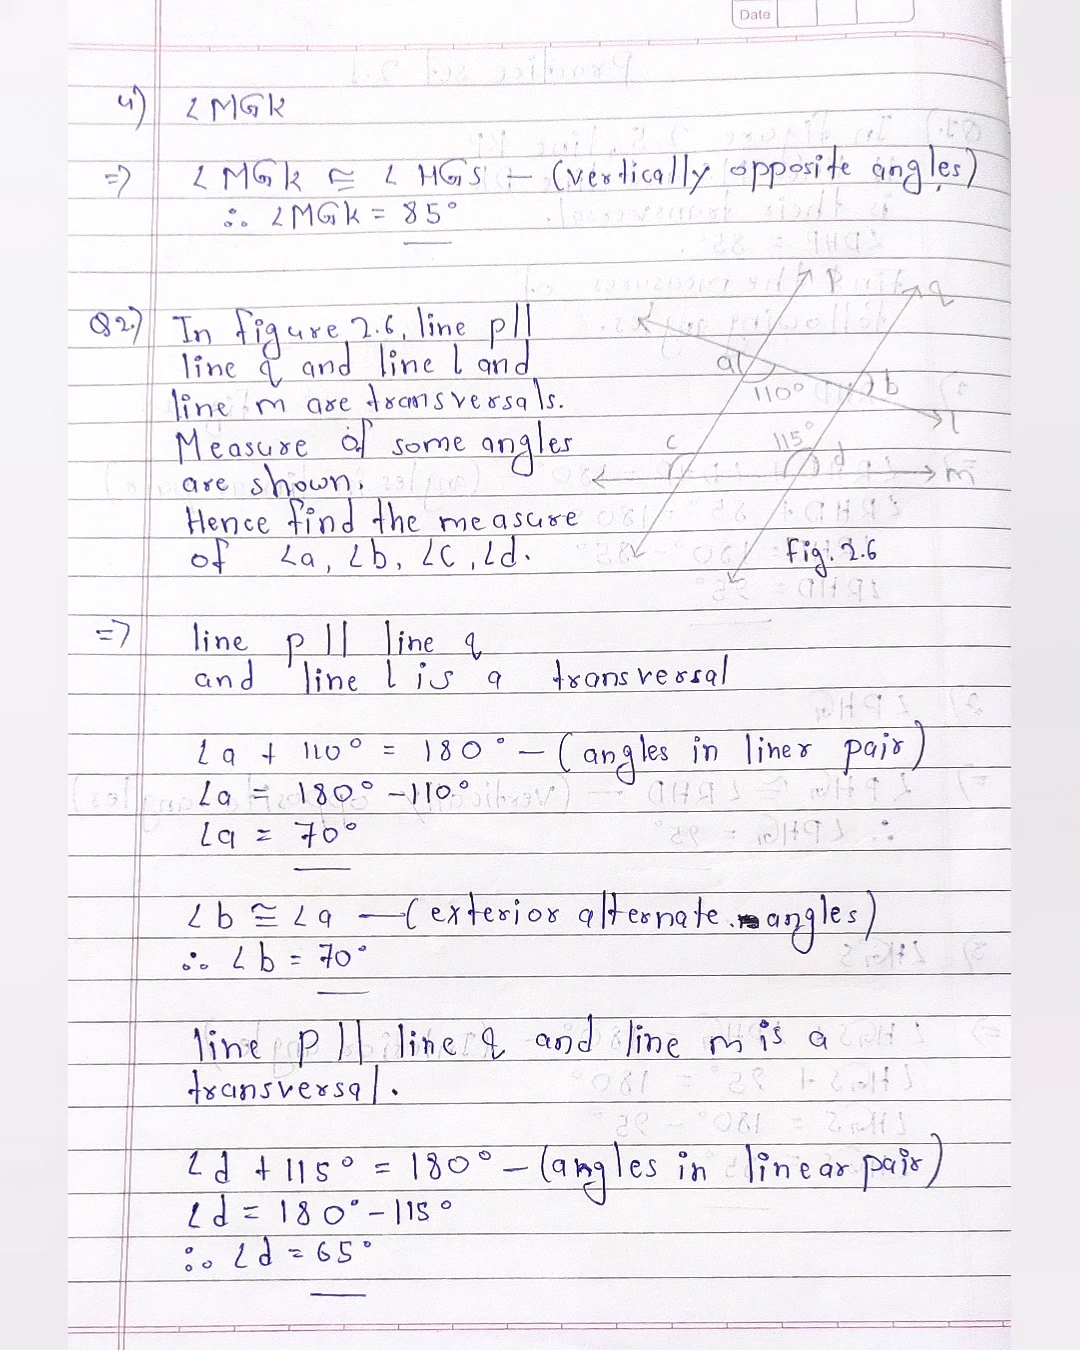 Date
4) ∠MGK
=> ∠MGK ≅ ∠HGS — (vertically opposite angles)
∴ ∠MGK = 85°
Q2.) In figure 2.6, line p||
line q and line l and
line m are transversals.
Measure of some angles
are shown.
Hence find the measure
of ∠a, ∠b, ∠c, ∠d.
p
q
a
110°
b
l
c
115°
d
m
Fig. 2.6
=> line p || line q
and line l is a transversal
∠a + 110° = 180° — (angles in liner pair)
∠a = 180° - 110°
∠a = 70°
∠b ≅ ∠a — (exterior alternate angles)
∴ ∠b = 70°
line p || line q and line m is a
transversal.
∠d + 115° = 180° — (angles in linear pair)
∠d = 180° - 115°
∴ ∠d = 65°